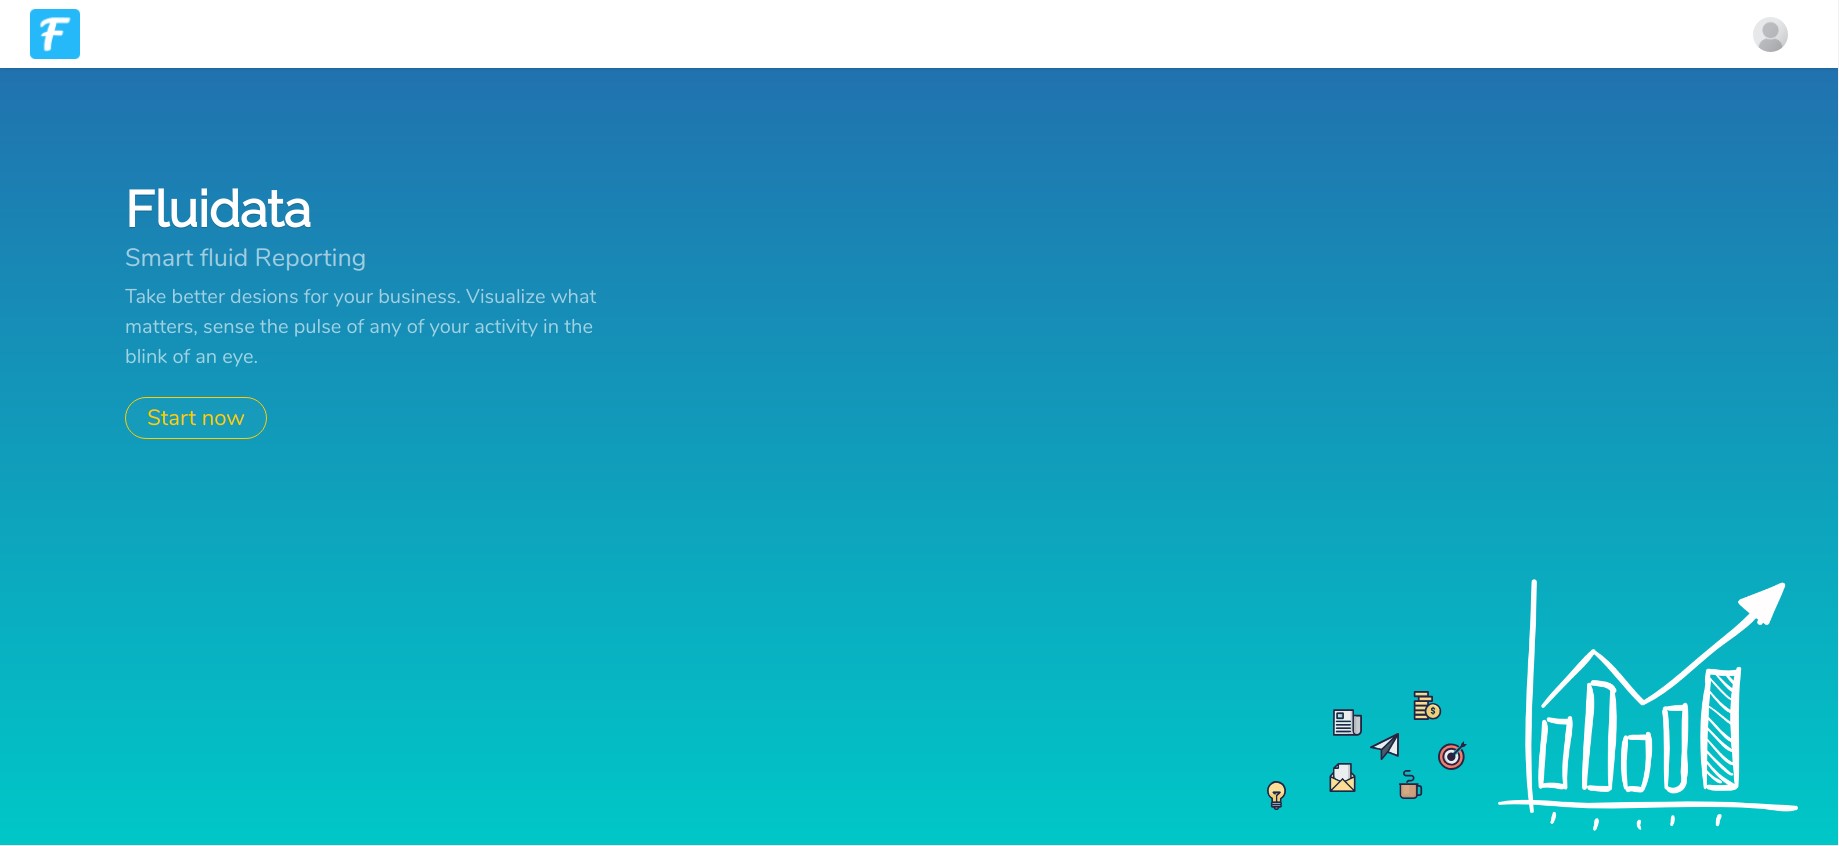 F
Fluidata
Smart fluid Reporting
Take better desions for your business. Visualize what
matters, sense the pulse of any of your activity in the
blink of an eye.
Start now
$